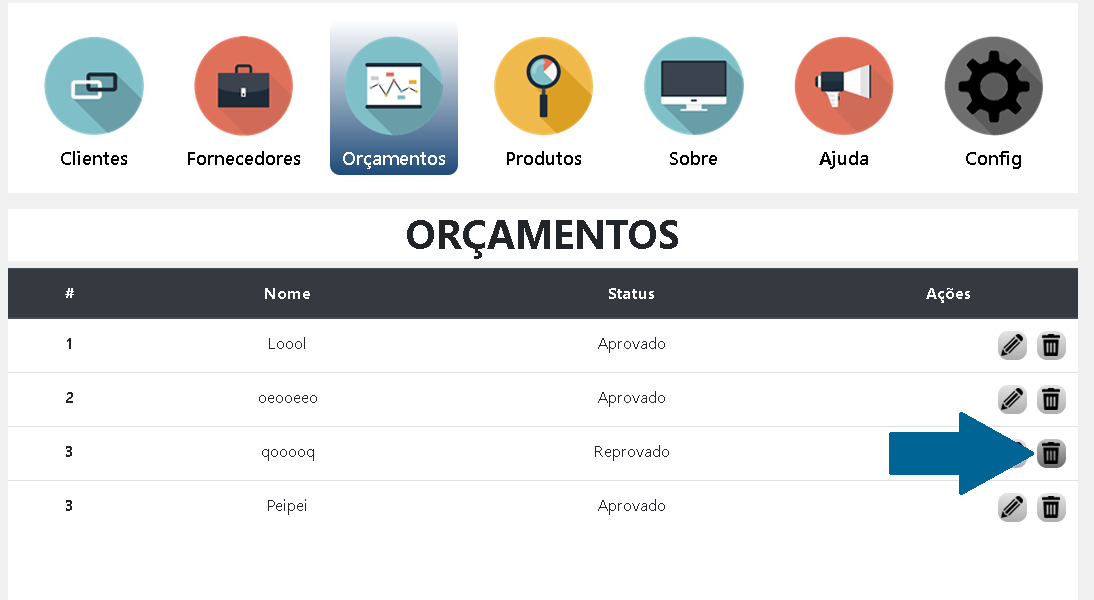 Clientes Fornecedores Orçamentos Produtos Sobre Ajuda Config
ORÇAMENTOS
# Nome Status Ações
1 Loool Aprovado
2 oeooeeo Aprovado
3 qooooq Reprovado
3 Peipei Aprovado